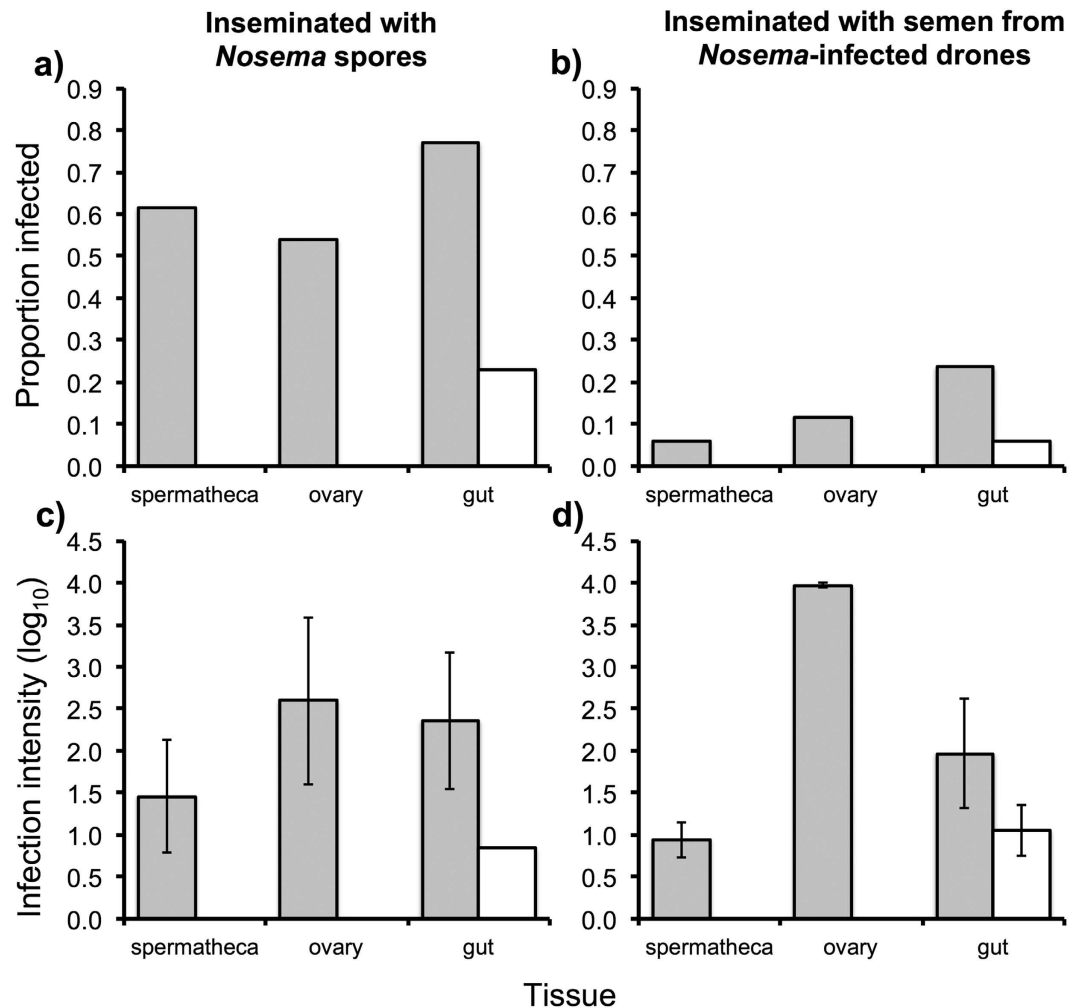 Inseminated with
Nosema spores
Inseminated with semen from
Nosema-infected drones
a)
b)
Proportion infected
0.9
0.8
0.7
0.6
0.5
0.4
0.3
0.2
0.1
0.0
spermatheca ovary gut
0.9
0.8
0.7
0.6
0.5
0.4
0.3
0.2
0.1
0.0
spermatheca ovary gut
c)
d)
Infection intensity (log10)
4.5
4.0
3.5
3.0
2.5
2.0
1.5
1.0
0.5
0.0
spermatheca ovary gut
4.5
4.0
3.5
3.0
2.5
2.0
1.5
1.0
0.5
0.0
spermatheca ovary gut
Tissue